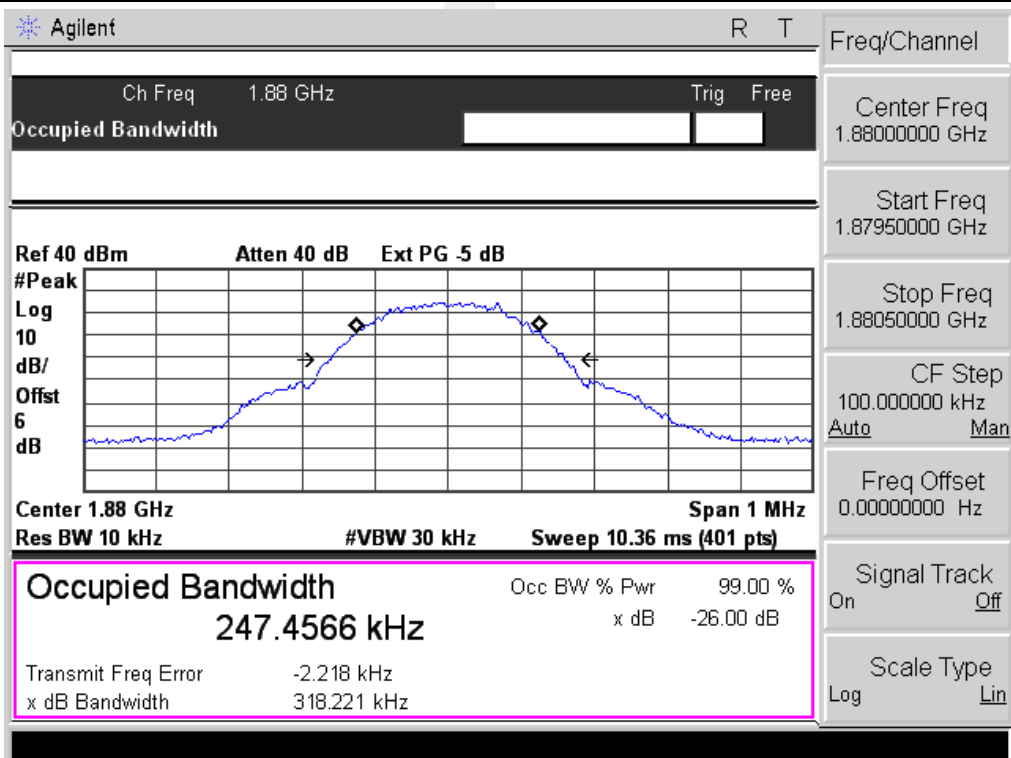 Agilent R T
Freq/Channel
Ch Freq 1.88 GHz Trig Free
Occupied Bandwidth
Center Freq
1.88000000 GHz
Start Freq
1.87950000 GHz
Ref 40 dBm Atten 40 dB Ext PG -5 dB
#Peak
Log
10
dB/
Offst
6
dB
Stop Freq
1.88050000 GHz
CF Step
100.000000 kHz
Auto Man
Center 1.88 GHz Span 1 MHz
Res BW 10 kHz #VBW 30 kHz Sweep 10.36 ms (401 pts)
Freq Offset
0.00000000 Hz
Occupied Bandwidth
247.4566 kHz
Occ BW % Pwr 99.00 %
x dB -26.00 dB
Transmit Freq Error -2.218 kHz
x dB Bandwidth 318.221 kHz
Signal Track
On Off
Scale Type
Log Lin